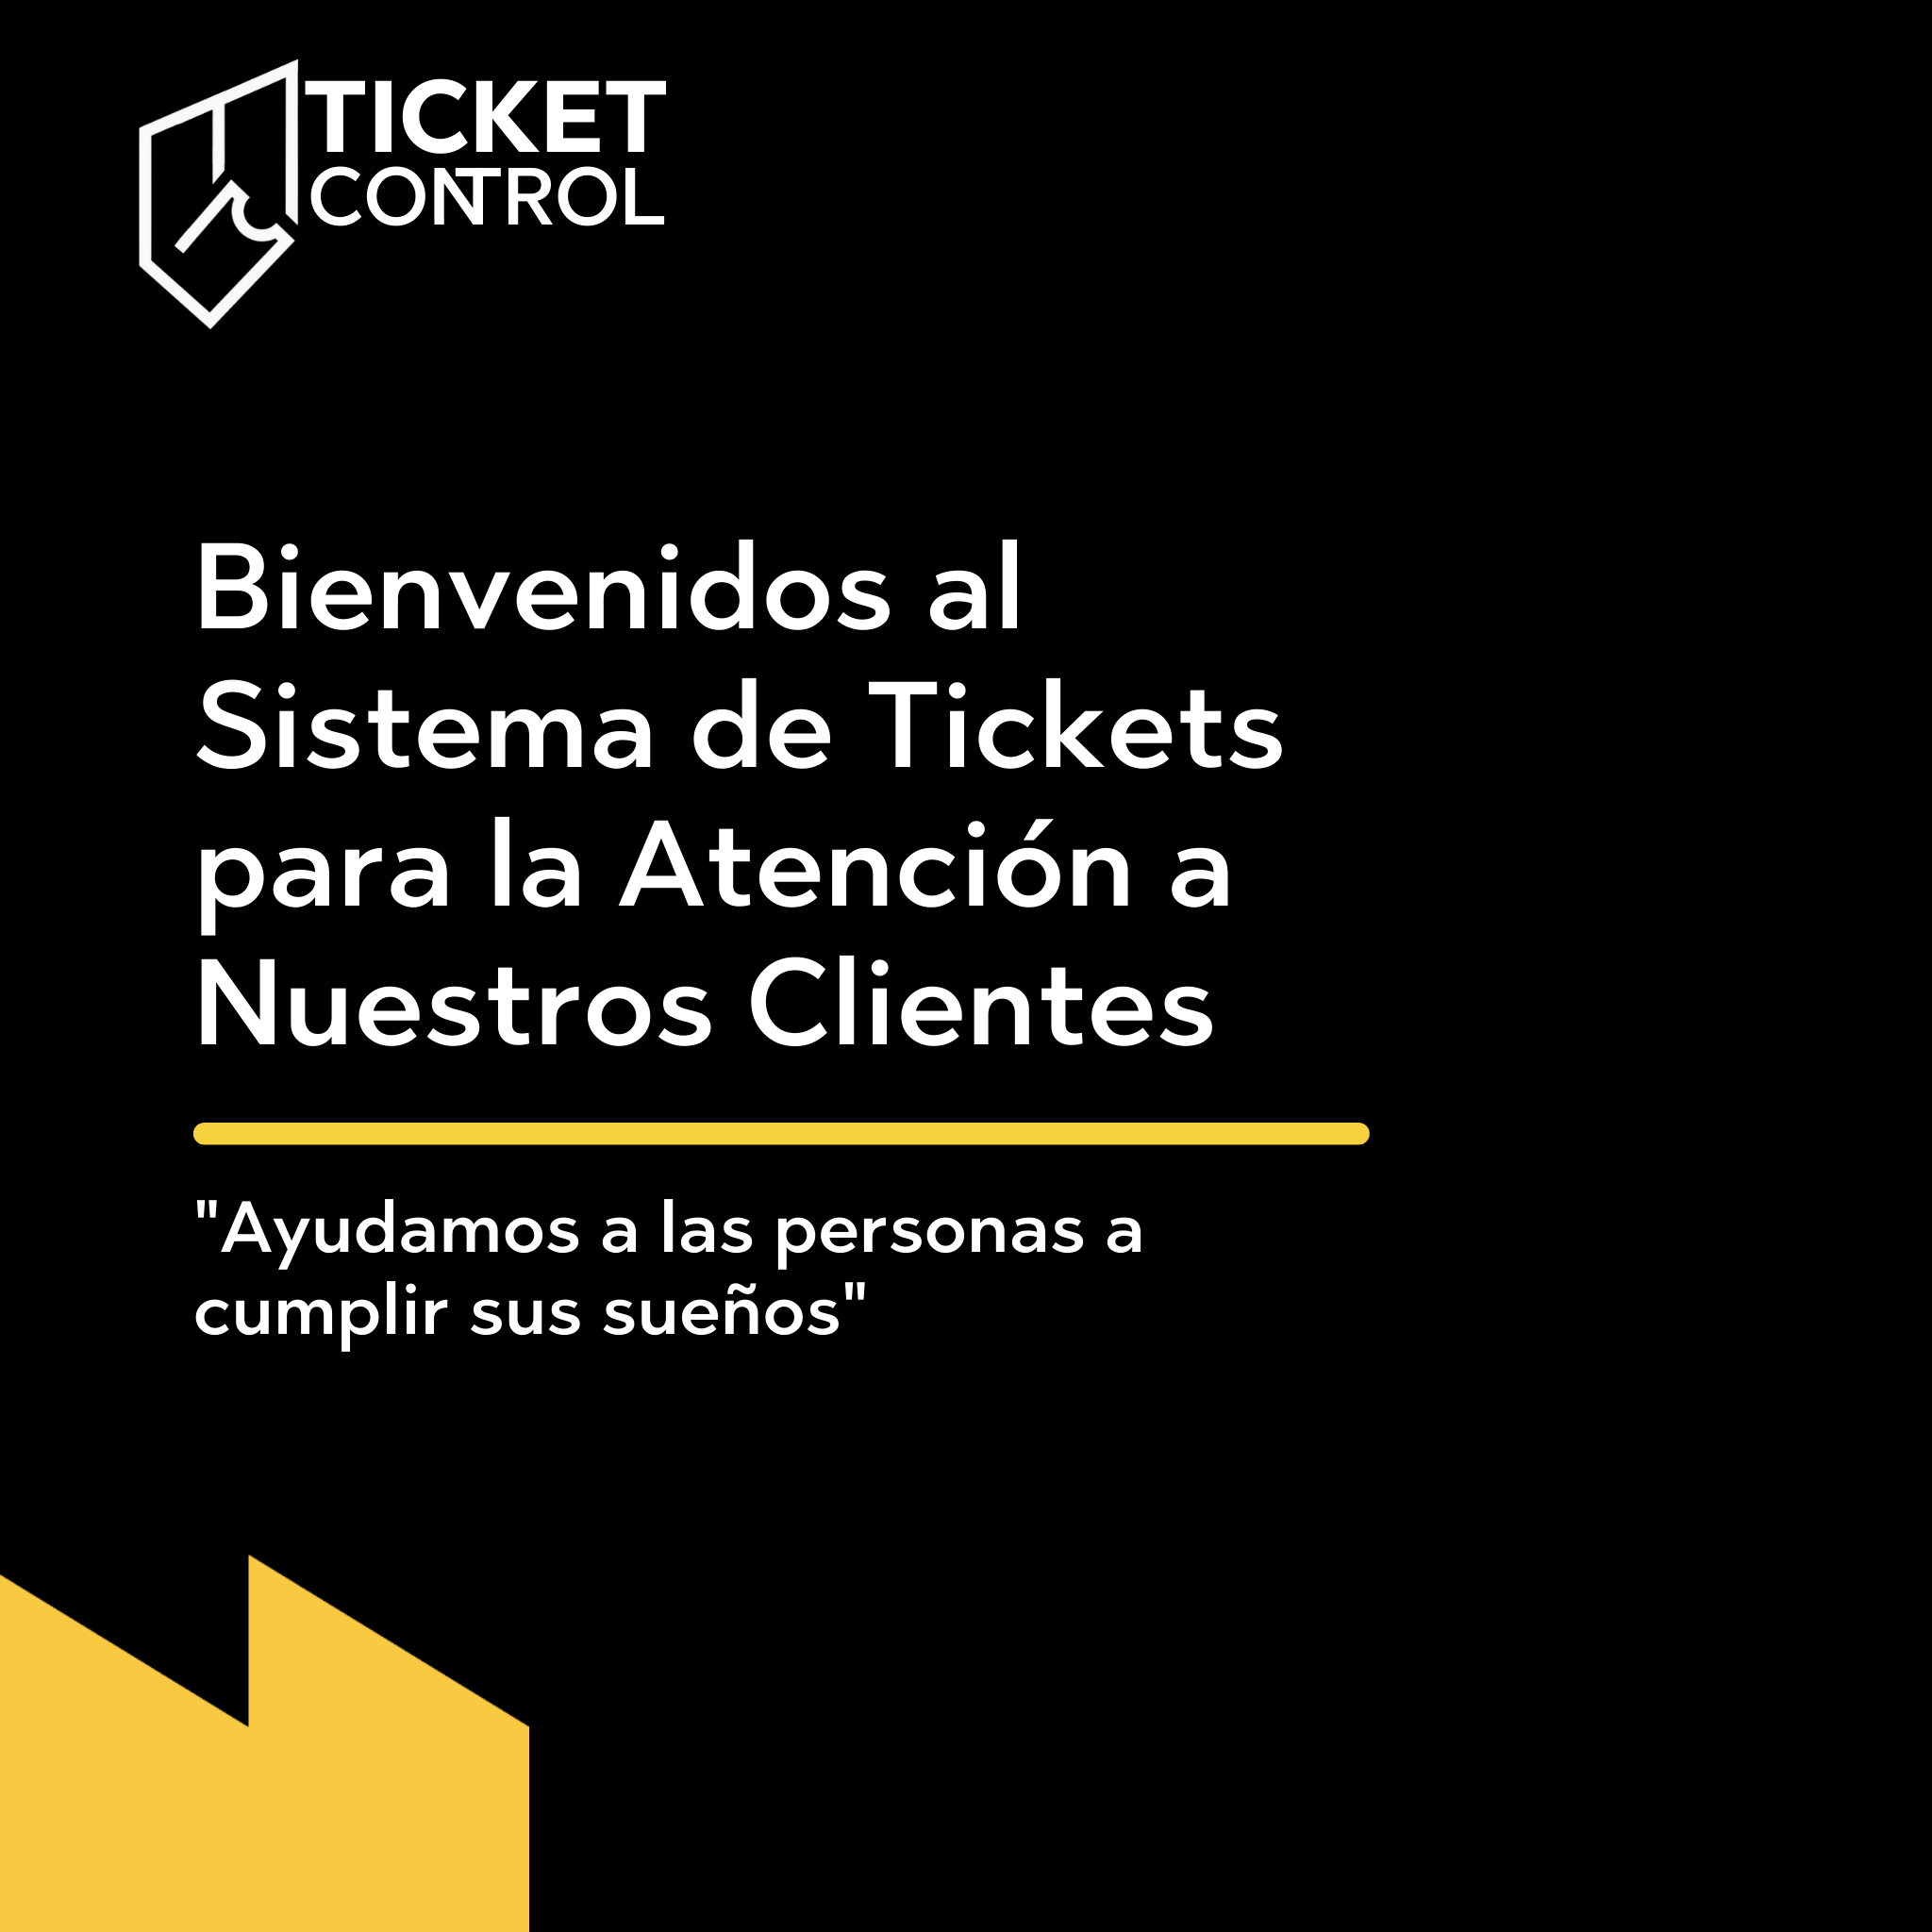 TICKET
CONTROL
Bienvenidos al
Sistema de Tickets
para la Atención a
Nuestros Clientes
"Ayudamos a las personas a
cumplir sus sueños"